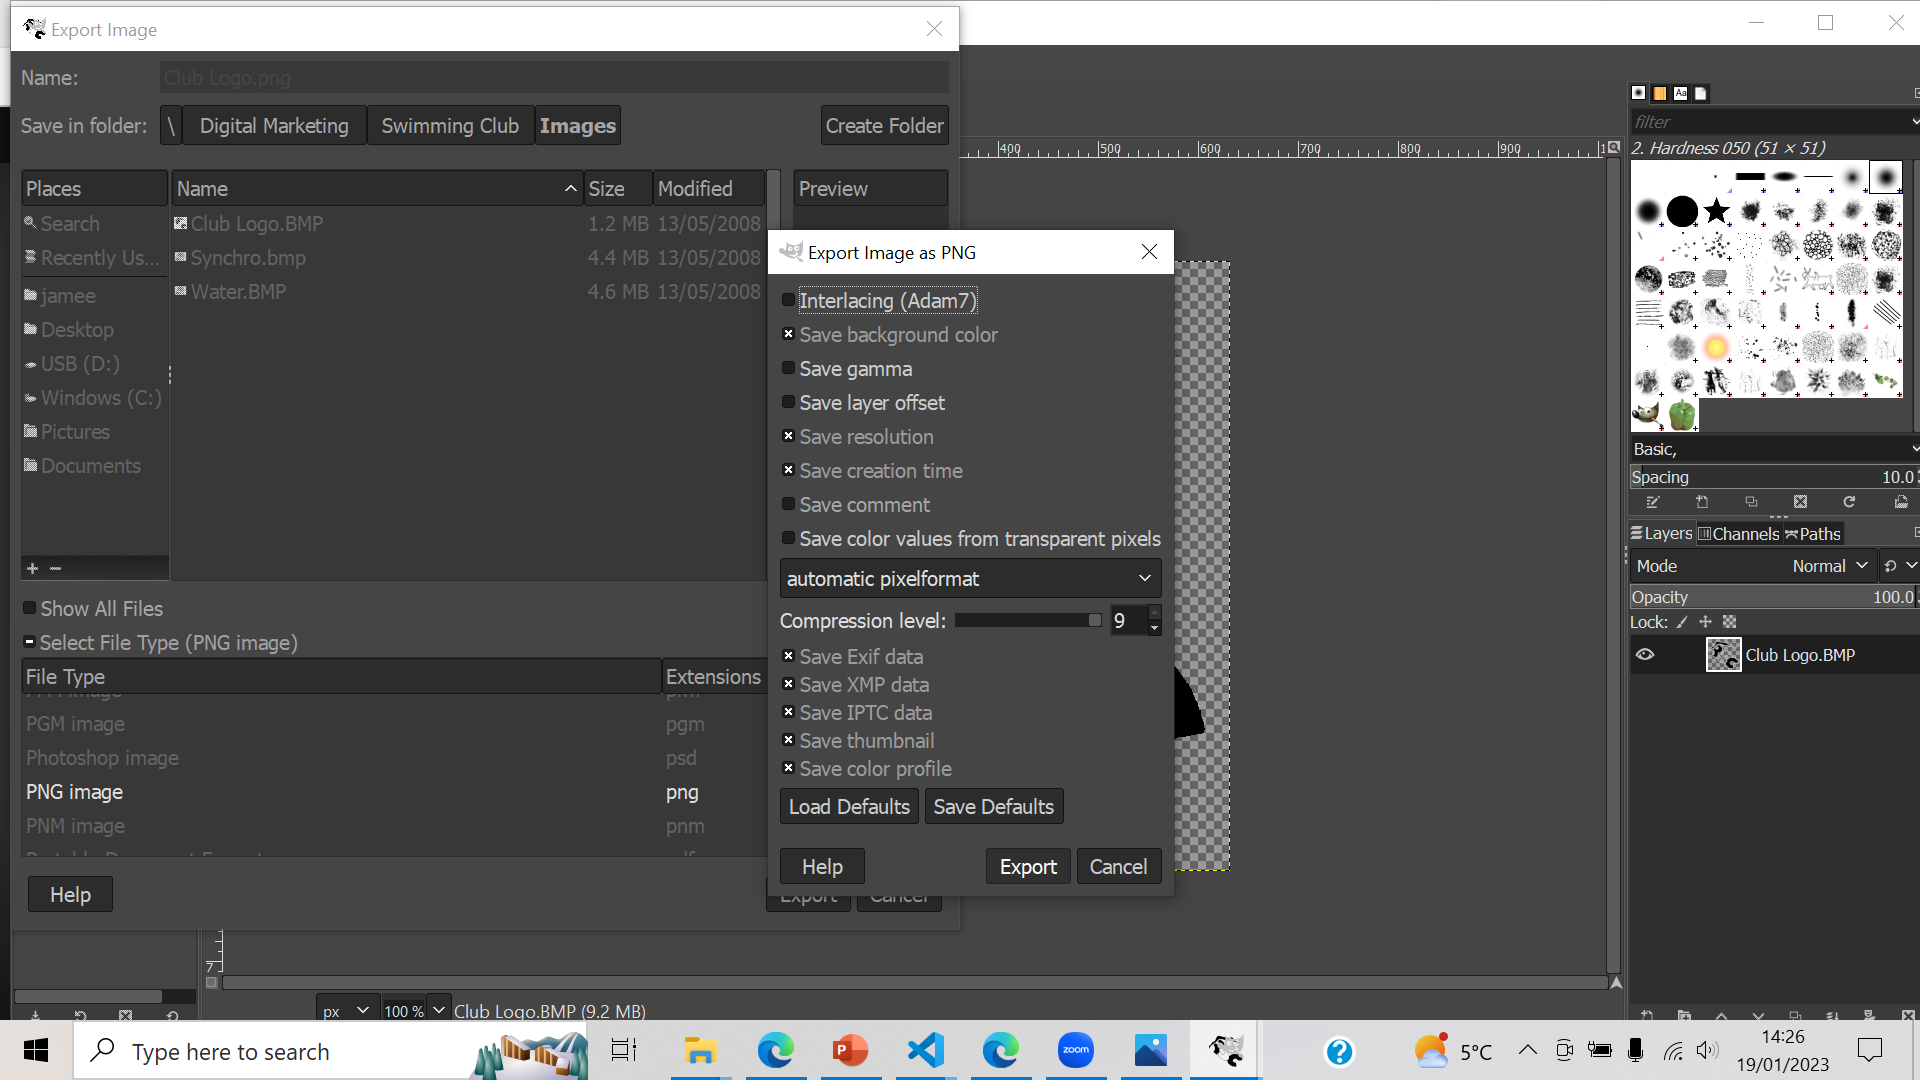 Export Image
Name: Club Logo.png
Save in folder: \ Digital Marketing Swimming Club Images Create Folder
Places Name Size Modified Preview
Search Club Logo.BMP 1.2 MB 13/05/2008
Recently Us... Synchro.bmp 4.4 MB 13/05/2008
Water.BMP 4.6 MB 13/05/2008
jamee
Desktop
USB (D:)
Windows (C:)
Pictures
Documents
Show All Files
Select File Type (PNG image)
File Type Extensions
PGM image pgm
Photoshop image psd
PNG image png
PNM image pnm
Help Export Cancel
Export Image as PNG
Interlacing (Adam7)
Save background color
Save gamma
Save layer offset
Save resolution
Save creation time
Save comment
Save color values from transparent pixels
automatic pixelformat
Compression level: 9
Save Exif data
Save XMP data
Save IPTC data
Save thumbnail
Save color profile
Load Defaults Save Defaults
Help Export Cancel
400 500 600 700 800 900
7
px 100 % Club Logo.BMP (9.2 MB)
Aa
filter
2. Hardness 050 (51 × 51)
Basic,
Spacing 10.0
Layers Channels Paths
Mode Normal
Opacity 100.0
Lock:
Club Logo.BMP
Type here to search
zoom
5°C
14:26
19/01/2023